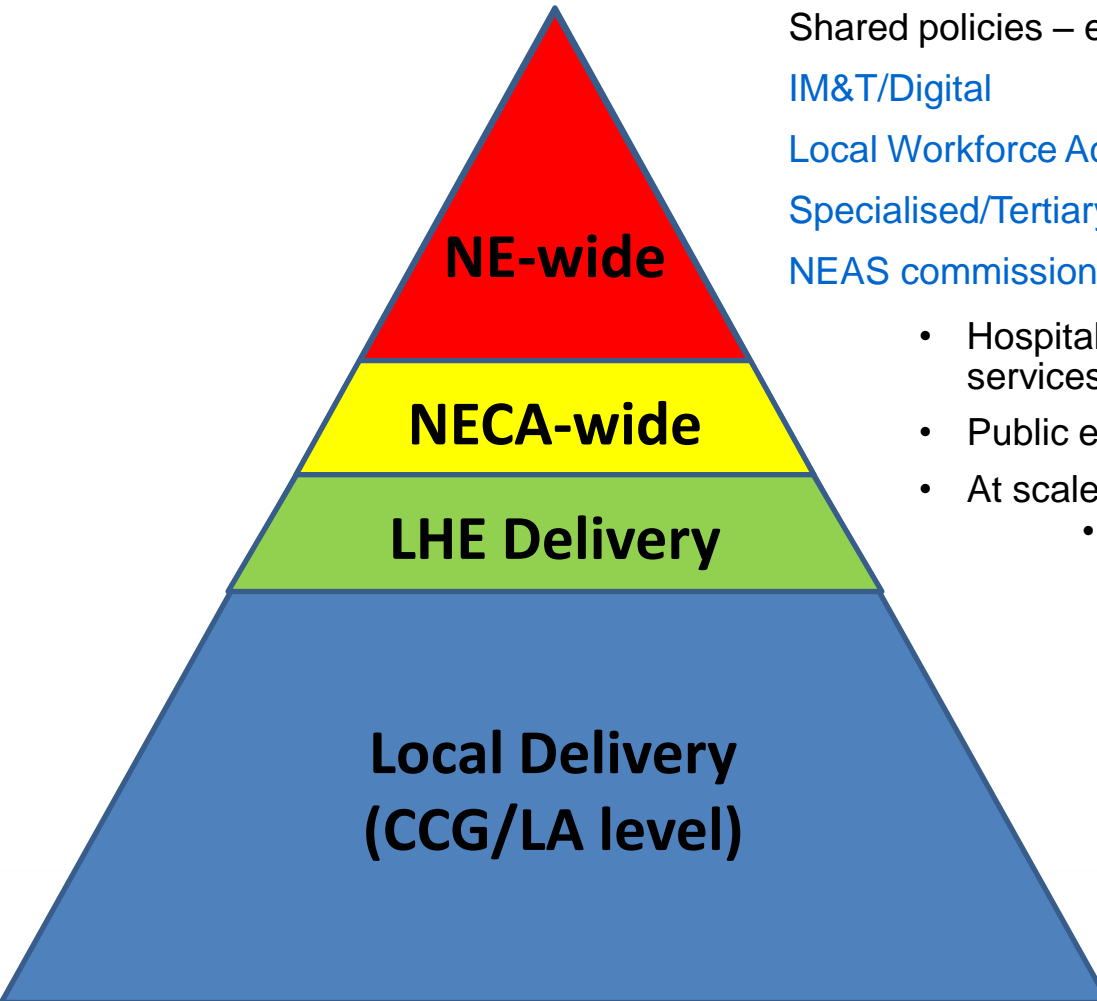 Shared policies –
IM&T/Digital
Local Workforce
Specialised/Tertiary
NEAS commission
• Hospital
services
• Public
• At scale
•
NE-wide
NECA-wide
LHE Delivery
Local Delivery
(CCG/LA level)